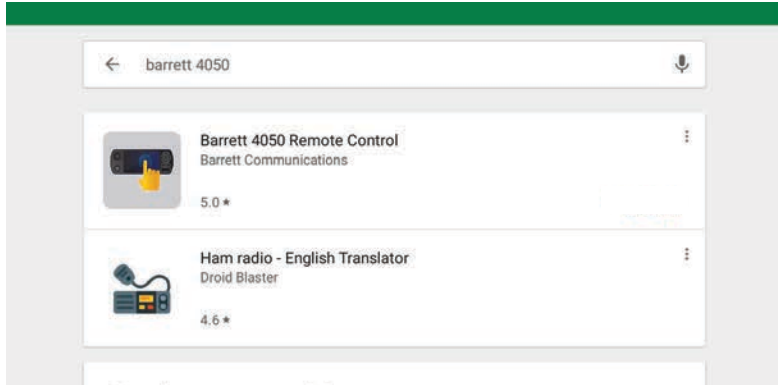 barrett 4050
Barrett 4050 Remote Control
Barrett Communications
5.0 ★
Ham radio - English Translator
Droid Blaster
4.6 ★